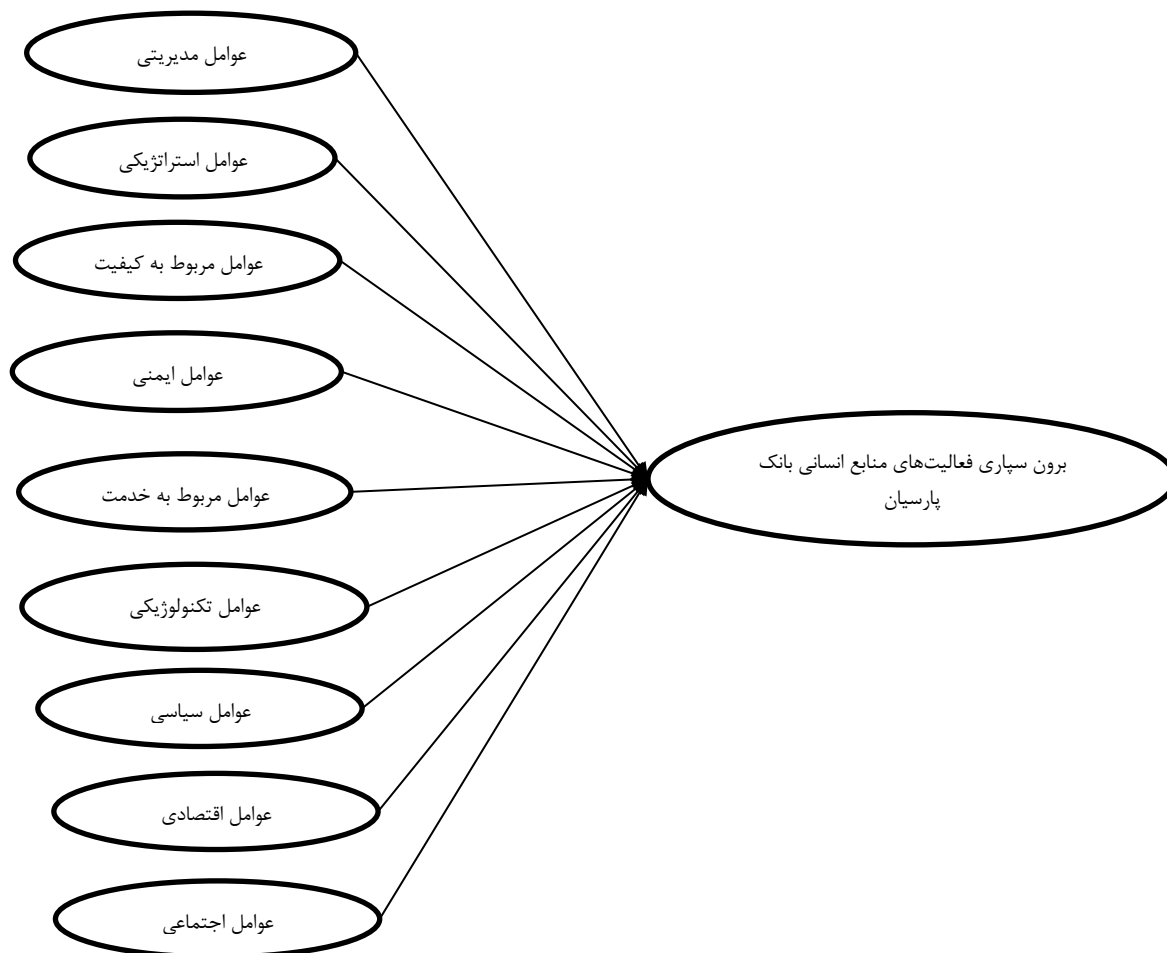 عوامل مدیریتی
عوامل استراتژیکی
عوامل مربوط به کیفیت
عوامل ایمنی
عوامل مربوط به خدمت
عوامل تکنولوژیکی
عوامل سیاسی
عوامل اقتصادی
عوامل اجتماعی
برون سپاری فعالیت‌های منابع انسانی بانک
پارسیان